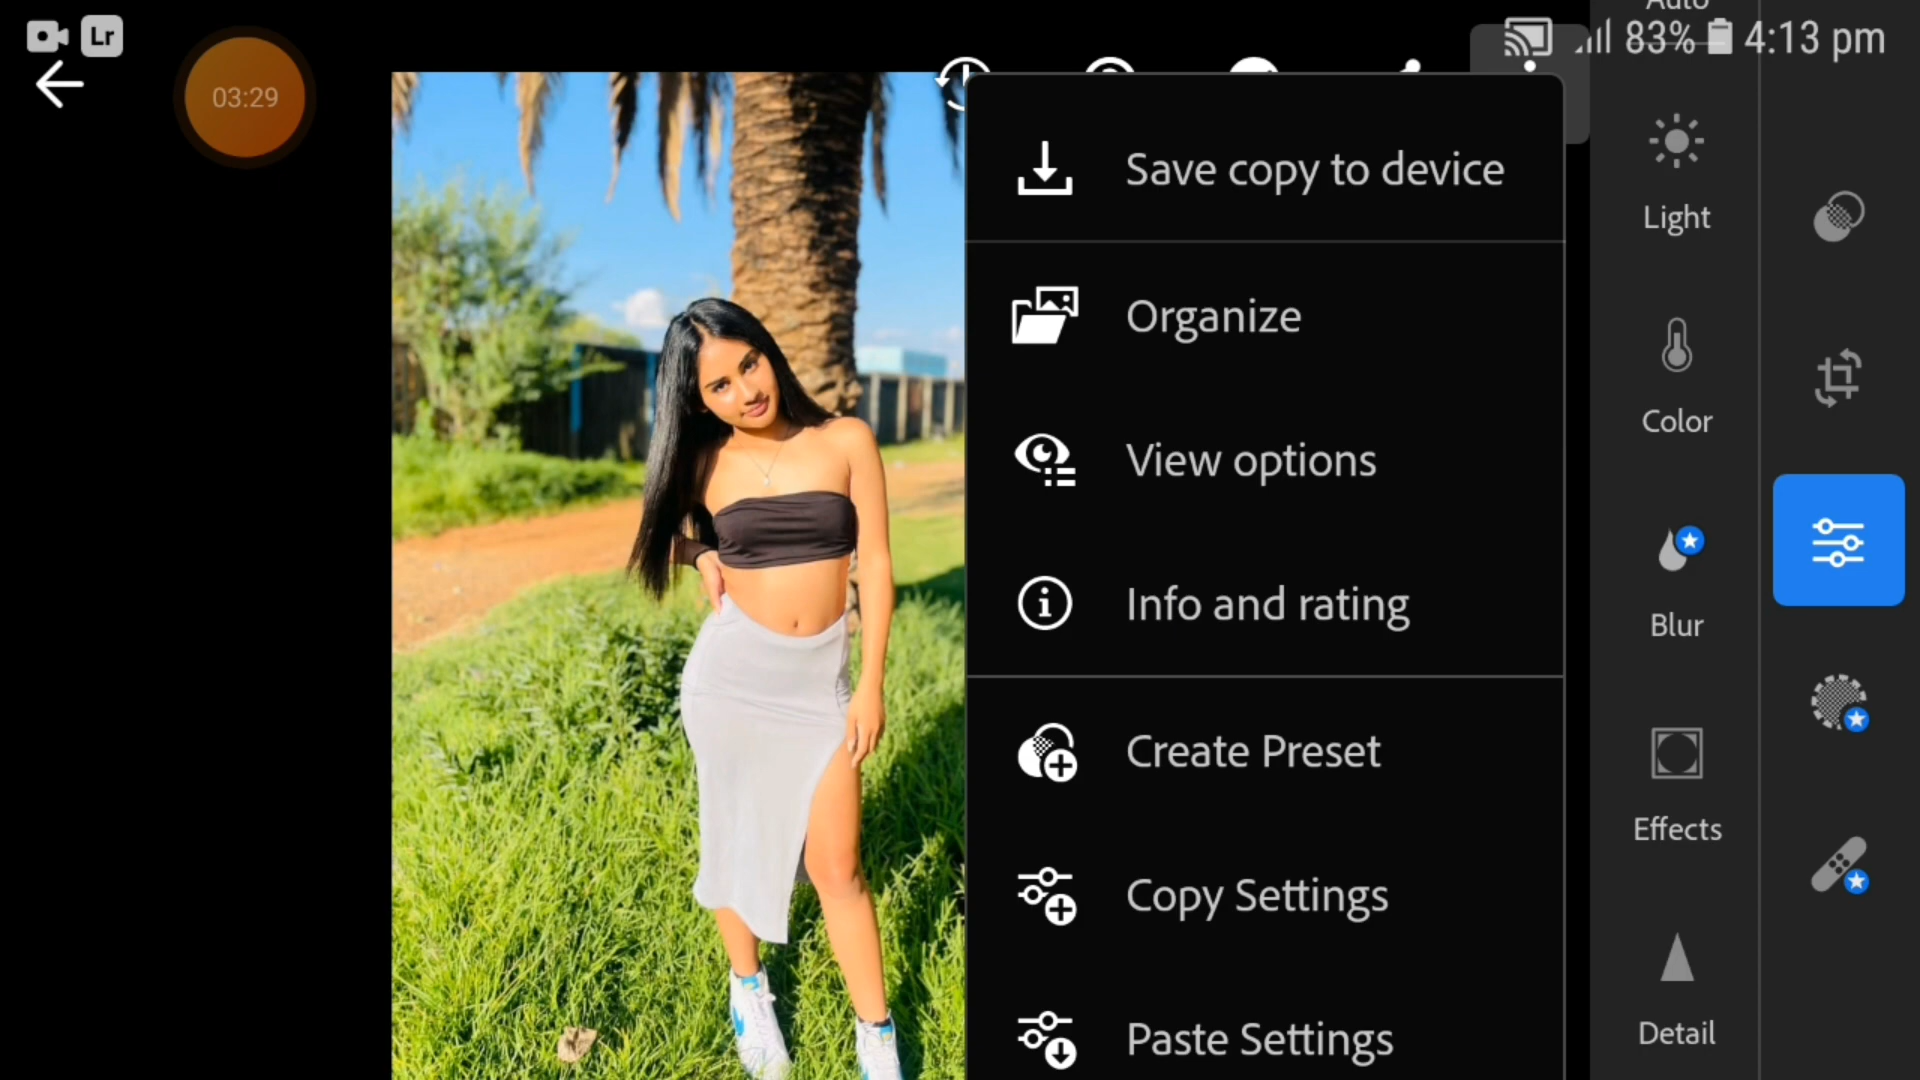 Lr
83%
4:13 pm
03:29
Auto
Save copy to device
Organize
View options
Info and rating
Create Preset
Copy Settings
Paste Settings
Light
Color
Blur
Effects
Detail